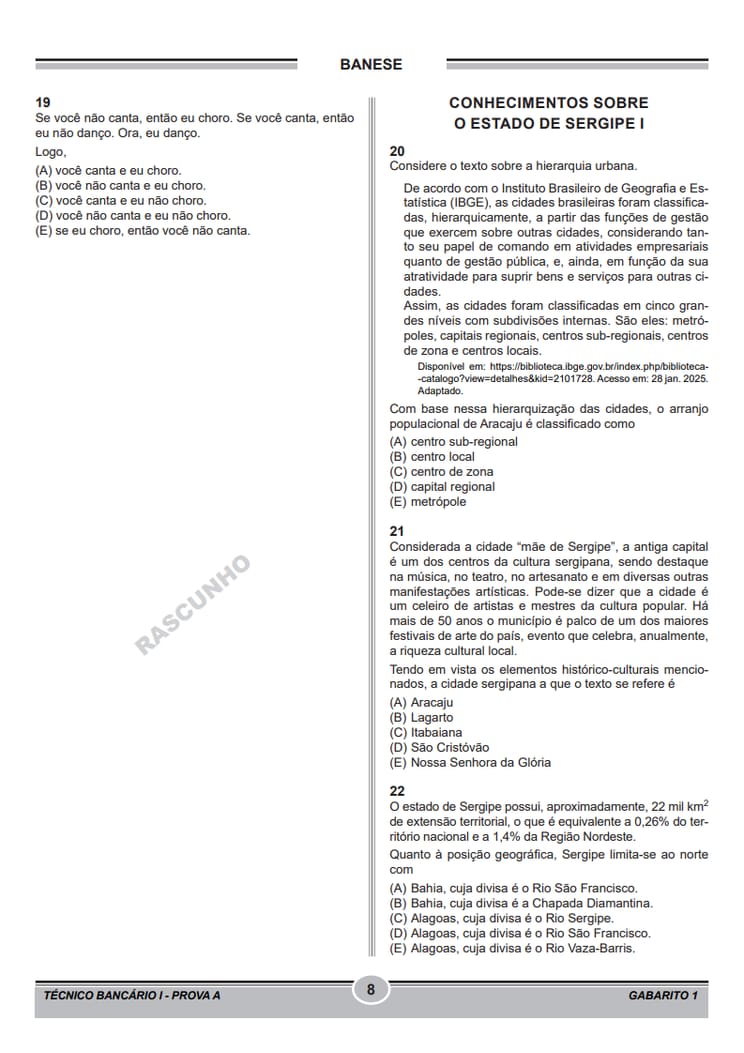 BANESE
19
Se você não canta, então eu choro. Se você canta, então
eu não danço. Ora, eu danço.
Logo,
(A) você canta e eu choro.
(B) você não canta e eu choro.
(C) você canta e eu não choro.
(D) você não canta e eu não choro.
(E) se eu choro, então você não canta.
RASCUNHO
CONHECIMENTOS SOBRE
O ESTADO DE SERGIPE I
20
Considere o texto sobre a hierarquia urbana.
De acordo com o Instituto Brasileiro de Geografia e Es-
tatística (IBGE), as cidades brasileiras foram classifica-
das, hierarquicamente, a partir das funções de gestão
que exercem sobre outras cidades, considerando tan-
to seu papel de comando em atividades empresariais
quanto de gestão pública, e, ainda, em função da sua
atratividade para suprir bens e serviços para outras ci-
dades.
Assim, as cidades foram classificadas em cinco gran-
des níveis com subdivisões internas. São eles: metró-
poles, capitais regionais, centros sub-regionais, centros
de zona e centros locais.
Disponível em: https://biblioteca.ibge.gov.br/index.php/biblioteca-
-catalogo?view=detalhes&kid=2101728. Acesso em: 28 jan. 2025.
Adaptado.
Com base nessa hierarquização das cidades, o arranjo
populacional de Aracaju é classificado como
(A) centro sub-regional
(B) centro local
(C) centro de zona
(D) capital regional
(E) metrópole
21
Considerada a cidade “mãe de Sergipe”, a antiga capital
é um dos centros da cultura sergipana, sendo destaque
na música, no teatro, no artesanato e em diversas outras
manifestações artísticas. Pode-se dizer que a cidade é
um celeiro de artistas e mestres da cultura popular. Há
mais de 50 anos o município é palco de um dos maiores
festivais de arte do país, evento que celebra, anualmente,
a riqueza cultural local.
Tendo em vista os elementos histórico-culturais mencio-
nados, a cidade sergipana a que o texto se refere é
(A) Aracaju
(B) Lagarto
(C) Itabaiana
(D) São Cristóvão
(E) Nossa Senhora da Glória
22
O estado de Sergipe possui, aproximadamente, 22 mil km²
de extensão territorial, o que é equivalente a 0,26% do ter-
ritório nacional e a 1,4% da Região Nordeste.
Quanto à posição geográfica, Sergipe limita-se ao norte
com
(A) Bahia, cuja divisa é o Rio São Francisco.
(B) Bahia, cuja divisa é a Chapada Diamantina.
(C) Alagoas, cuja divisa é o Rio Sergipe.
(D) Alagoas, cuja divisa é o Rio São Francisco.
(E) Alagoas, cuja divisa é o Rio Vaza-Barris.
TÉCNICO BANCÁRIO I - PROVA A
8
GABARITO 1